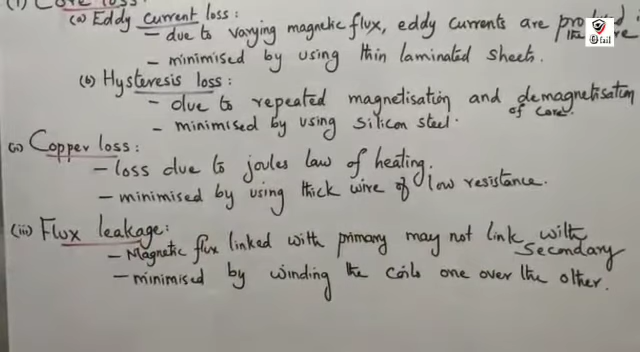 (i) Core loss:
(a) Eddy current loss :
– due to varying magnetic flux, eddy currents are produced in
the core
– minimised by using thin laminated sheets.
(b) Hysteresis loss :
– due to repeated magnetisation and demagnetisation
of core.
– minimised by using silicon steel.
(ii) Copper loss :
– loss due to joules law of heating.
– minimised by using thick wire of low resistance.
(iii) Flux leakage:
– Magnetic flux linked with primary may not link with
Secondary
– minimised by winding the coils one over the other.